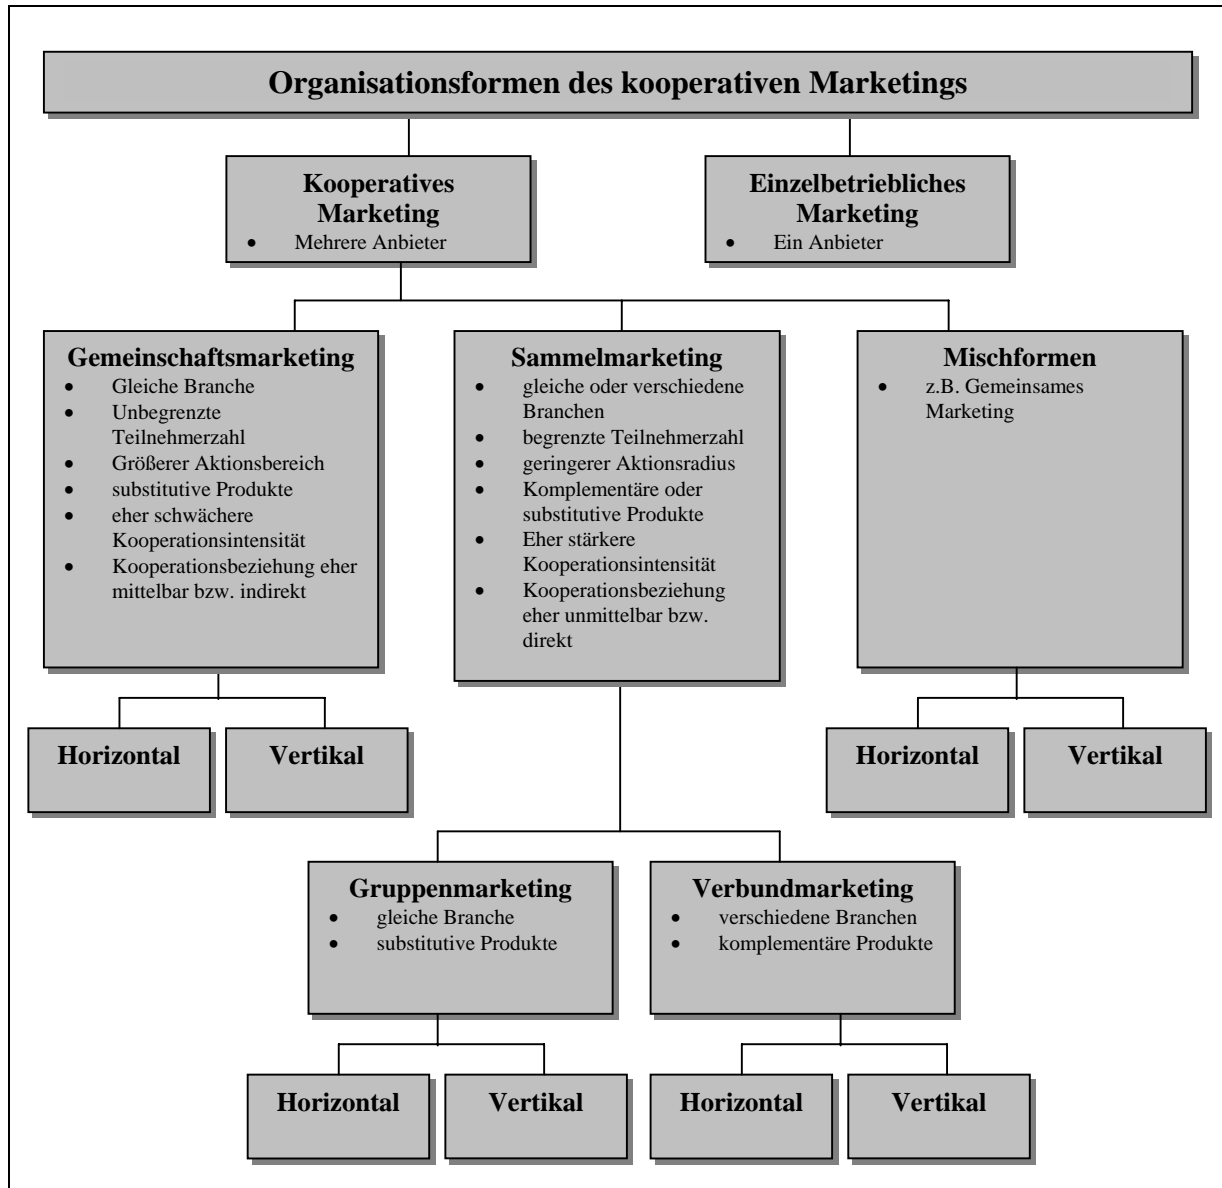 Organisationsformen des kooperativen Marketings
Kooperatives
Marketing
• Mehrere Anbieter
Einzelbetriebliches
Marketing
• Ein Anbieter
Gemeinschaftsmarketing
• Gleiche Branche
• Unbegrenzte
Teilnehmerzahl
• Größerer Aktionsbereich
• substitutive Produkte
• eher schwächere
Kooperationsintensität
• Kooperationsbeziehung eher
mittelbar bzw. indirekt
Sammelmarketing
• gleiche oder verschiedene
Branchen
• begrenzte Teilnehmerzahl
• geringerer Aktionsradius
• Komplementäre oder
substitutive Produkte
• Eher stärkere
Kooperationsintensität
• Kooperationsbeziehung
eher unmittelbar bzw.
direkt
Mischformen
• z.B. Gemeinsames
Marketing
Horizontal
Vertikal
Horizontal
Vertikal
Gruppenmarketing
• gleiche Branche
• substitutive Produkte
Verbundmarketing
• verschiedene Branchen
• komplementäre Produkte
Horizontal
Vertikal
Horizontal
Vertikal